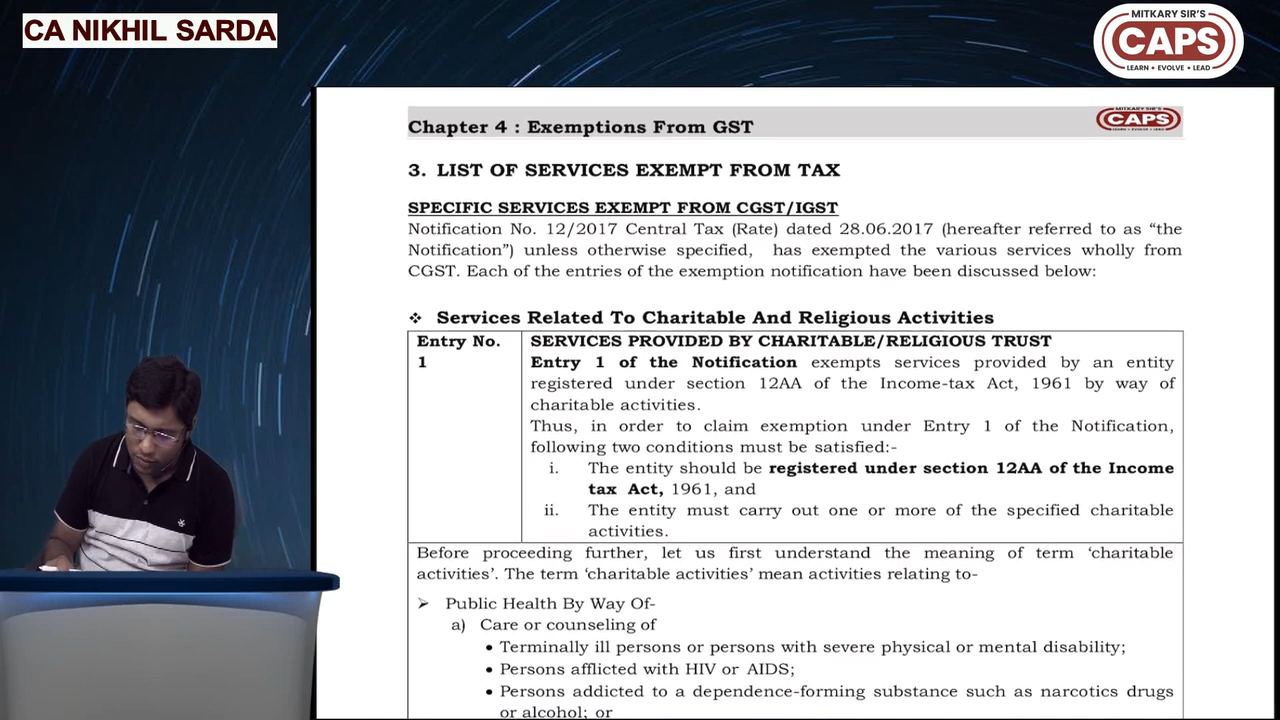 CA NIKHIL SARDA
MITKARY SIR'S
CAPS
LEARN • EVOLVE • LEAD
Chapter 4 : Exemptions From GST
MITKARY SIR'S
CAPS
LEARN • EVOLVE • LEAD
3. LIST OF SERVICES EXEMPT FROM TAX
SPECIFIC SERVICES EXEMPT FROM CGST/IGST
Notification No. 12/2017 Central Tax (Rate) dated 28.06.2017 (hereafter referred to as “the
Notification”) unless otherwise specified, has exempted the various services wholly from
CGST. Each of the entries of the exemption notification have been discussed below:
❖ Services Related To Charitable And Religious Activities
Entry No.
1
SERVICES PROVIDED BY CHARITABLE/RELIGIOUS TRUST
Entry 1 of the Notification exempts services provided by an entity
registered under section 12AA of the Income-tax Act, 1961 by way of
charitable activities.
Thus, in order to claim exemption under Entry 1 of the Notification,
following two conditions must be satisfied:-
i. The entity should be registered under section 12AA of the Income
tax Act, 1961, and
ii. The entity must carry out one or more of the specified charitable
activities.
Before proceeding further, let us first understand the meaning of term ‘charitable
activities’. The term ‘charitable activities’ mean activities relating to-
➢ Public Health By Way Of-
a) Care or counseling of
• Terminally ill persons or persons with severe physical or mental disability;
• Persons afflicted with HIV or AIDS;
• Persons addicted to a dependence-forming substance such as narcotics drugs
or alcohol; or